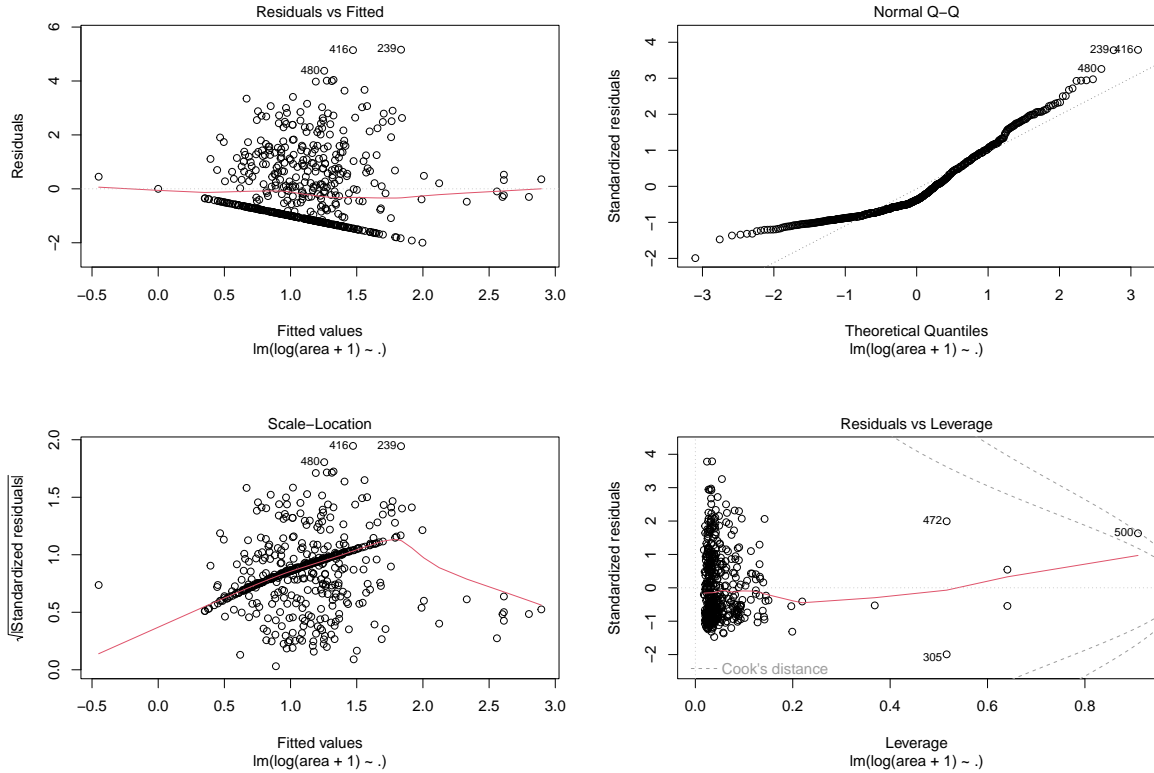 Residuals vs Fitted
Residuals
6
4
2
0
−2
416
239
480
−0.5 0.0 0.5 1.0 1.5 2.0 2.5 3.0
Fitted values
lm(log(area + 1) ~ .)
Normal Q−Q
Standardized residuals
4
3
2
1
0
−1
−2
239 416
480
−3 −2 −1 0 1 2 3
Theoretical Quantiles
lm(log(area + 1) ~ .)
Scale−Location
√|Standardized residuals|
2.0
1.5
1.0
0.5
0.0
416
239
480
−0.5 0.0 0.5 1.0 1.5 2.0 2.5 3.0
Fitted values
lm(log(area + 1) ~ .)
Residuals vs Leverage
Standardized residuals
4
3
2
1
0
−1
−2
472
500
305
Cook's distance
0.0 0.2 0.4 0.6 0.8
Leverage
lm(log(area + 1) ~ .)